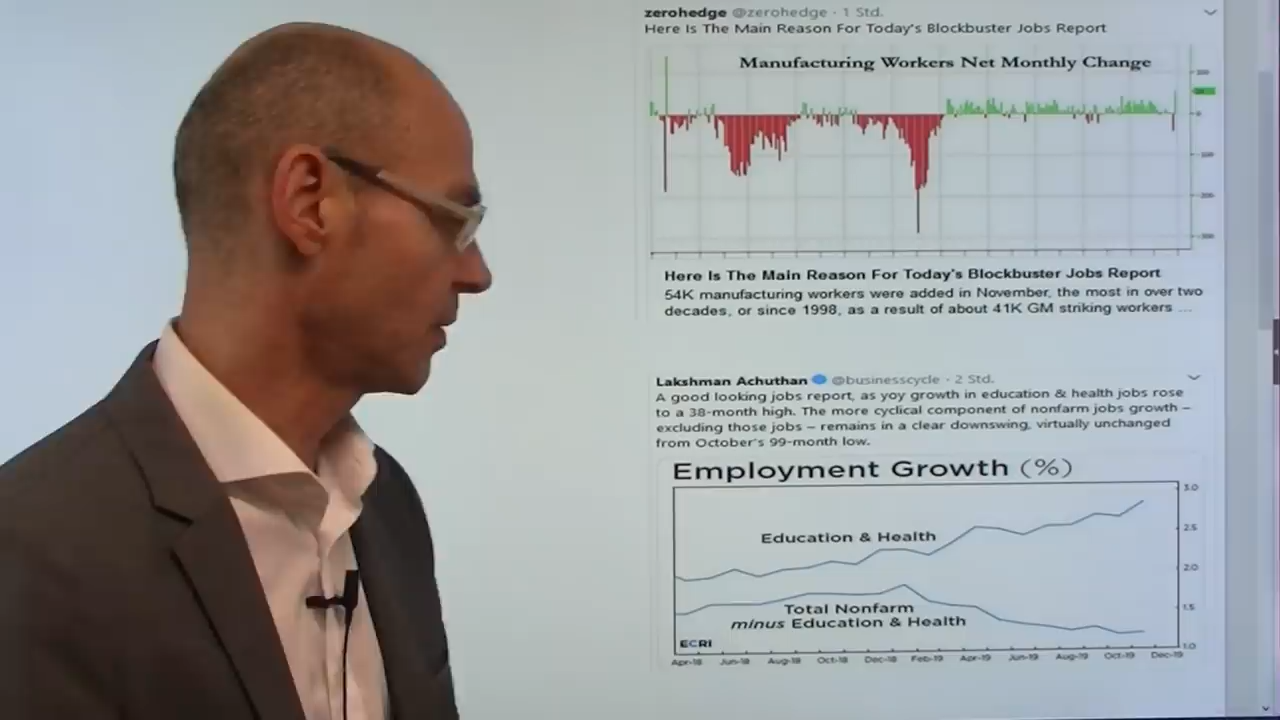 zerohedge @zerohedge · 1 Std.
Here Is The Main Reason For Today's Blockbuster Jobs Report
Manufacturing Workers Net Monthly Change
0
Here Is The Main Reason For Today's Blockbuster Jobs Report
54K manufacturing workers were added in November, the most in over two
decades, or since 1998, as a result of about 41K GM striking workers ...
Lakshman Achuthan @businesscycle · 2 Std.
A good looking jobs report, as yoy growth in education & health jobs rose
to a 38-month high. The more cyclical component of nonfarm jobs growth –
excluding those jobs – remains in a clear downswing, virtually unchanged
from October's 99-month low.
Employment Growth (%)
3.0
Education & Health
2.5
2.0
Total Nonfarm
minus Education & Health
1.5
ECRI
1.0
Apr-18 Jun-18 Aug-18 Oct-18 Dec-18 Feb-19 Apr-19 Jun-19 Aug-19 Oct-19 Dec-19